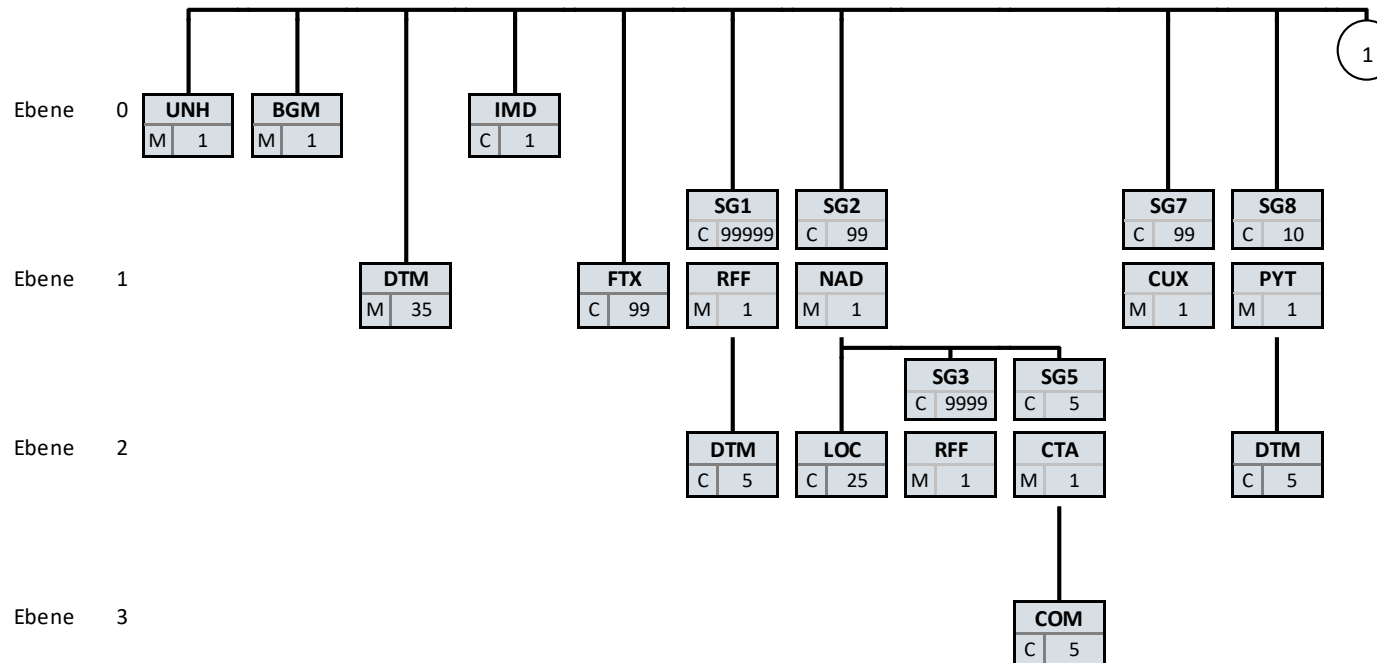 1
Ebene 0 UNH BGM IMD
M 1 M 1 C 1
SG1 SG2 SG7 SG8
C 99999 C 99 C 99 C 10
Ebene 1 DTM FTX RFF NAD CUX PYT
M 35 C 99 M 1 M 1 M 1 M 1
SG3 SG5
C 9999 C 5
Ebene 2 DTM LOC RFF CTA DTM
C 5 C 25 M 1 M 1 C 5
Ebene 3 COM
C 5